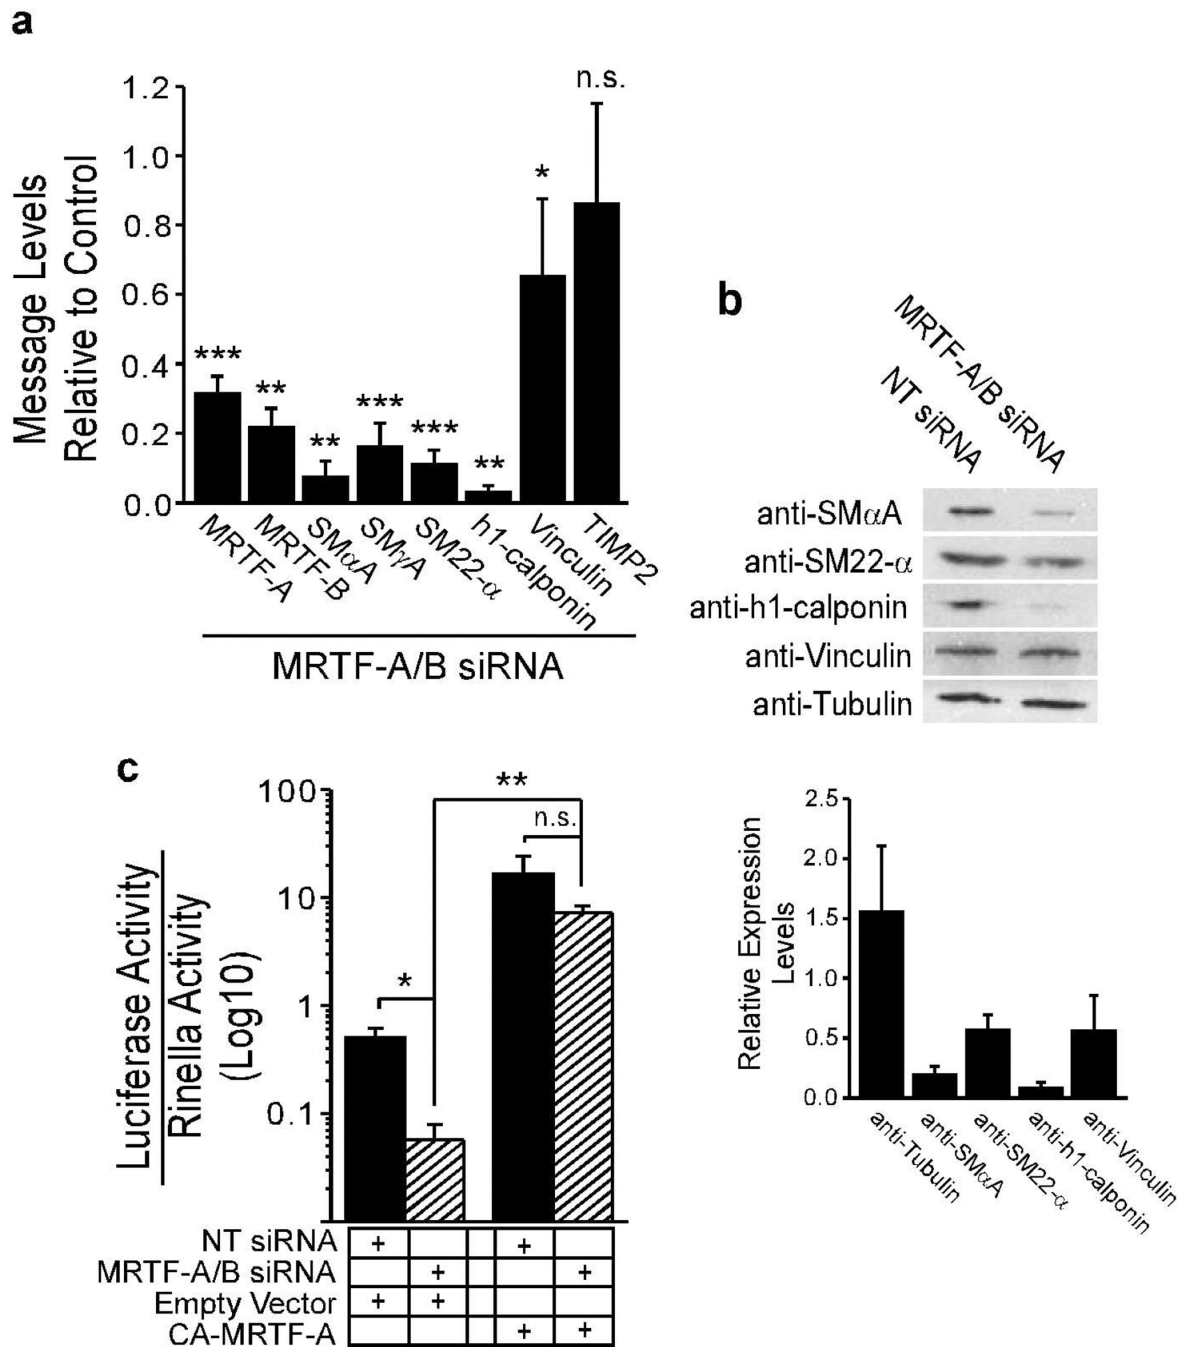 a
Message Levels
Relative to Control
1.2
1.0
0.8
0.6
0.4
0.2
0.0
***
**
**
***
***
**
*
n.s.
MRTF-A
MRTF-B
SMαA
SMγA
SM22-α
h1-calponin
Vinculin
TIMP2
MRTF-A/B siRNA
b
NT siRNA
MRTF-A/B siRNA
anti-SMαA
anti-SM22-α
anti-h1-calponin
anti-Vinculin
anti-Tubulin
Relative Expression
Levels
2.5
2.0
1.5
1.0
0.5
0.0
anti-Tubulin
anti-SMαA
anti-SM22-α
anti-h1-calponin
anti-Vinculin
c
Luciferase Activity
Rinella Activity
(Log10)
100
10
1
0.1
*
**
n.s.
NT siRNA + +
MRTF-A/B siRNA + +
Empty Vector + +
CA-MRTF-A + +